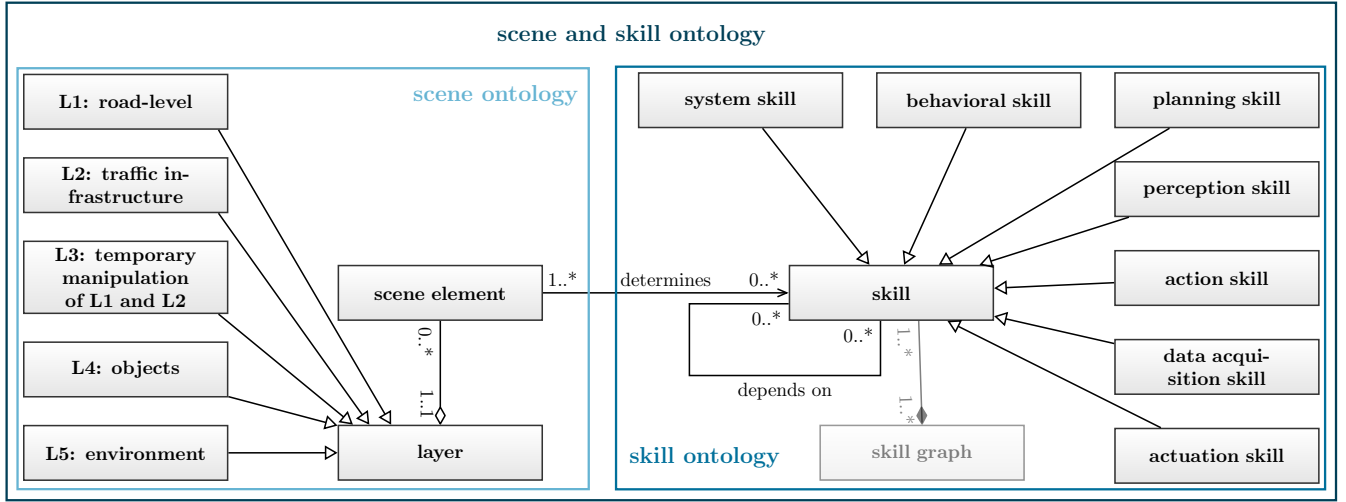 scene and skill ontology
scene ontology
L1: road-level
L2: traffic in-
frastructure
L3: temporary
manipulation
of L1 and L2
L4: objects
L5: environment
scene element
1..*
determines
0..*
0..*
1..1
layer
system skill
behavioral skill
planning skill
perception skill
action skill
data acqui-
sition skill
actuation skill
skill
0..*
0..*
depends on
1..*
1..*
skill graph
skill ontology